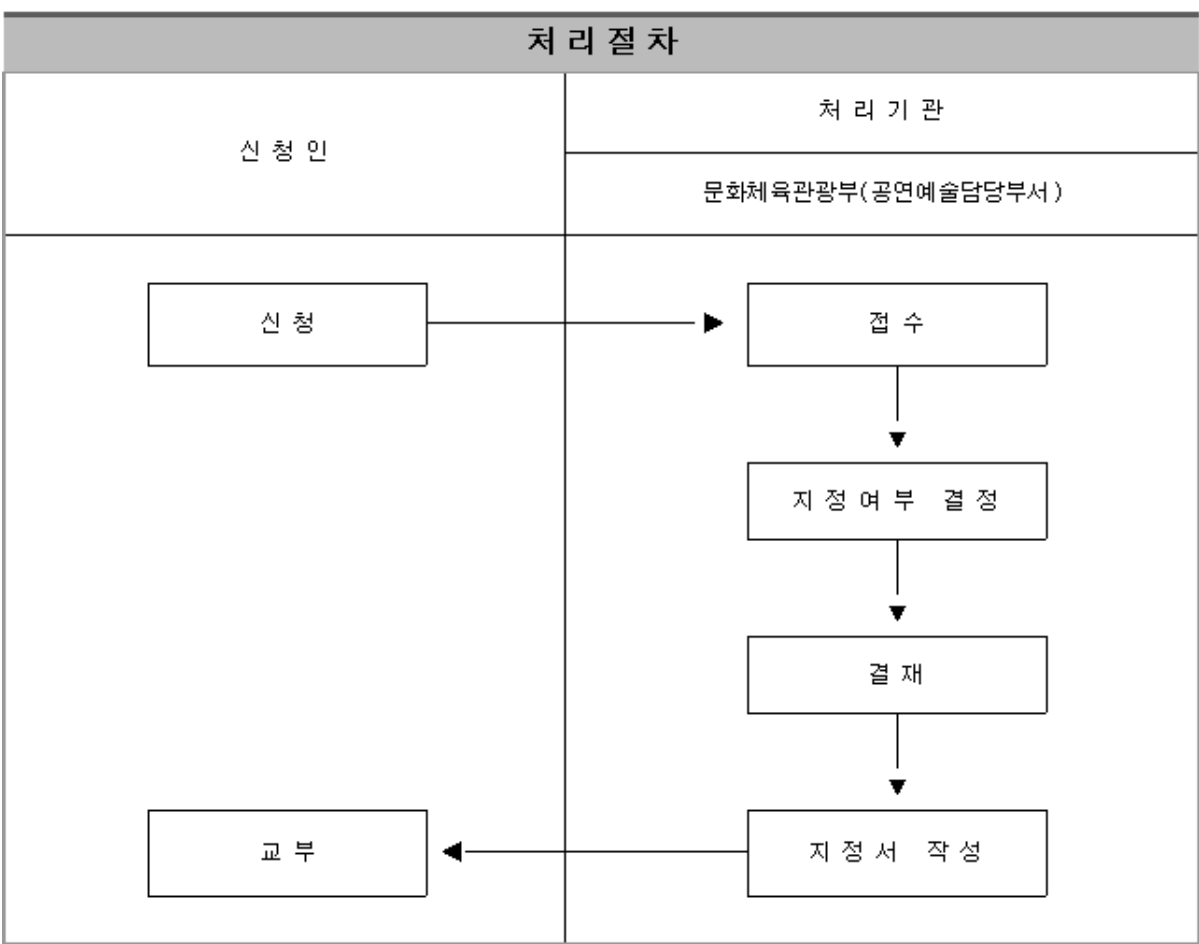 처리절차
신청인
처리기관
문화체육관광부(공연예술담당부서)
신청
접수
지정여부 결정
결재
교부
지정서 작성